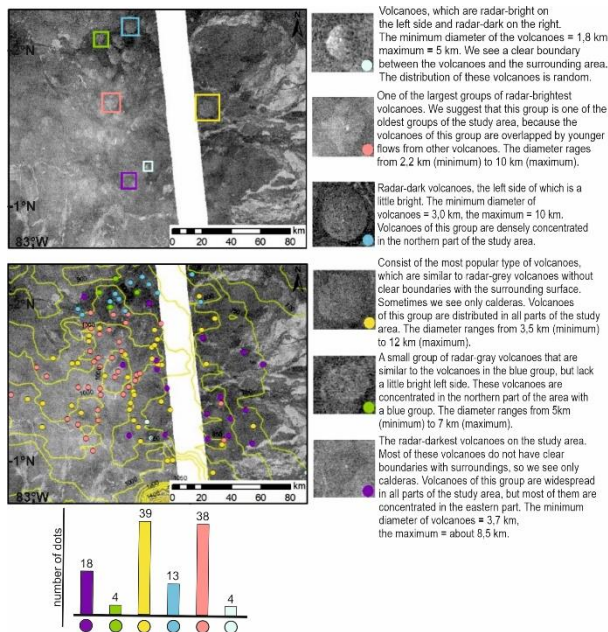 Volcanoes, which are radar-bright on
the left side and radar-dark on the right.
The minimum diameter of the volcanoes = 1,8 km
maximum = 5 km. We see a clear boundary
between the volcanoes and the surrounding area.
The distribution of these volcanoes is random.
One of the largest groups of radar-brightest
volcanoes. We suggest that this group is one of the
oldest groups of the study area, because the
volcanoes of this group are overlapped by younger
flows from other volcanoes. The diameter rages
from 2,2 km (minimum) to 10 km (maximum).
Radar-dark volcanoes, the left side of which is a
little bright. The minimum diameter of
volcanoes = 3,0 km, the maximum = 10 km.
Volcanoes of this group are densely concentrated
in the northern part of the study area.
Consist of the most popular type of volcanoes,
which are similar to radar-grey volcanoes without
clear boundaries with the surrounding surface.
Sometimes we see only calderas. Volcanoes
of this group are distributed in all parts of the study
area. The diameter ranges from 3,5 km (minimum)
to 12 km (maximum).
A small group of radar-gray volcanoes that are
similar to the volcanoes in the blue group, but lack
a little bright left side. These volcanoes are
concentrated in the northern part of the area with
a blue group. The diameter ranges from 5km
(minimum) to 7 km (maximum).
The radar-darkest volcanoes on the study area.
Most of these volcanoes do not have clear
boundaries with surroundings, so we see only
calderas. Volcanoes of this group are widespread
in all parts of the study area, but most of them are
concentrated in the eastern part. The minimum
diameter of volcanoes = 3,7 km,
the maximum = about 8,5 km.
-2°N
N
-1°N
83°W
0 20 40 60 80
km
N
-1°N
83°W
0 20 40 60 80
km
number of dots
18
4
39
13
38
4